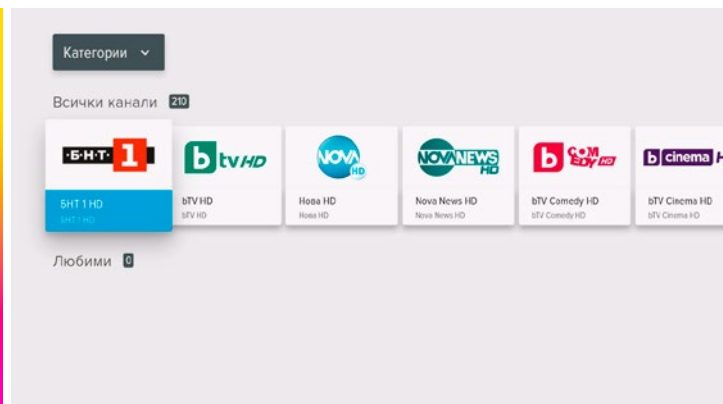 Категории
Всички канали 210
·Б·Н·Т· 1
b tv HD
NOVA HD
NOVA NEWS HD
b COMEDY HD
b cinema H
БНТ 1 HD
БНТ 1 HD
bTV HD
bTV HD
Нова HD
Нова HD
Nova News HD
Nova News HD
bTV Comedy HD
bTV Comedy HD
bTV Cinema HD
bTV Cinema HD
Любими 0